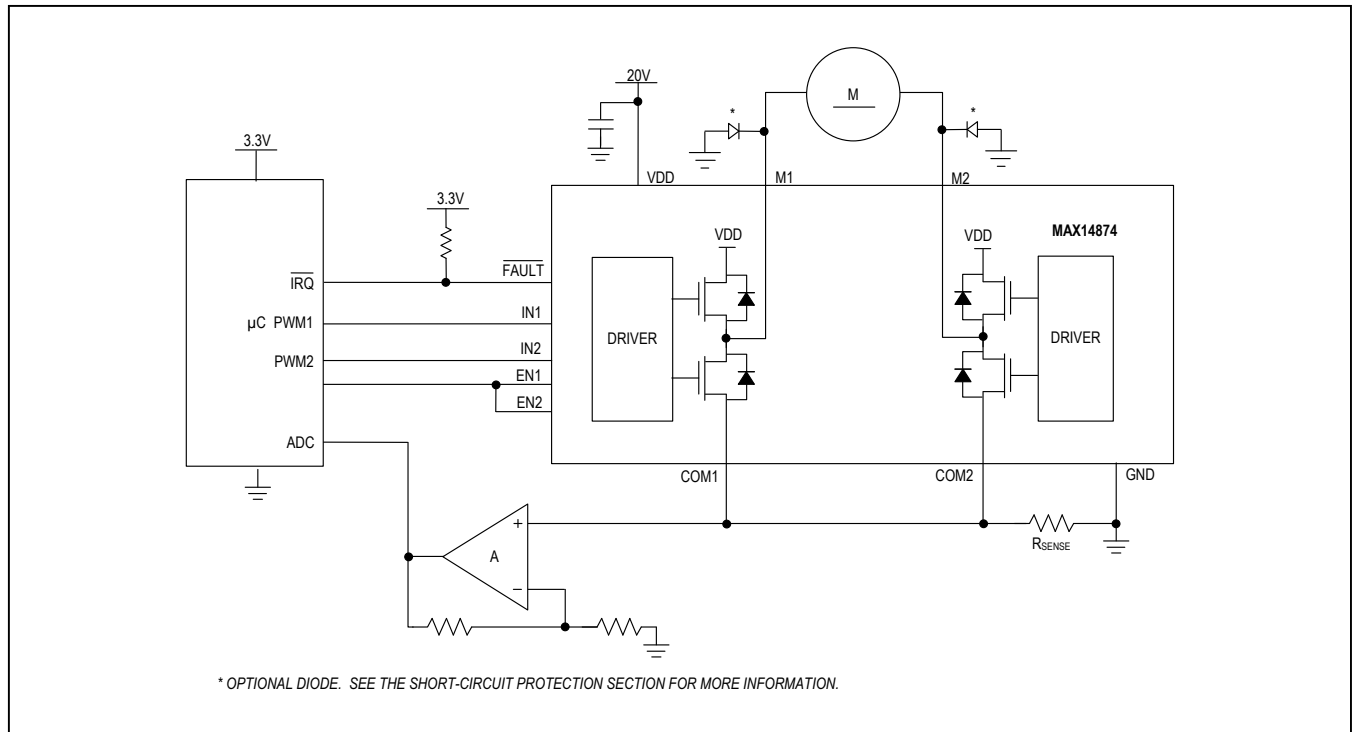 20V
M
*
*
3.3V
VDD
M1
M2
3.3V
MAX14874
VDD
VDD
FAULT
IRQ
IN1
µC PWM1
DRIVER
DRIVER
IN2
PWM2
EN1
EN2
ADC
COM1
COM2
GND
+
RSENSE
A
−
* OPTIONAL DIODE. SEE THE SHORT-CIRCUIT PROTECTION SECTION FOR MORE INFORMATION.